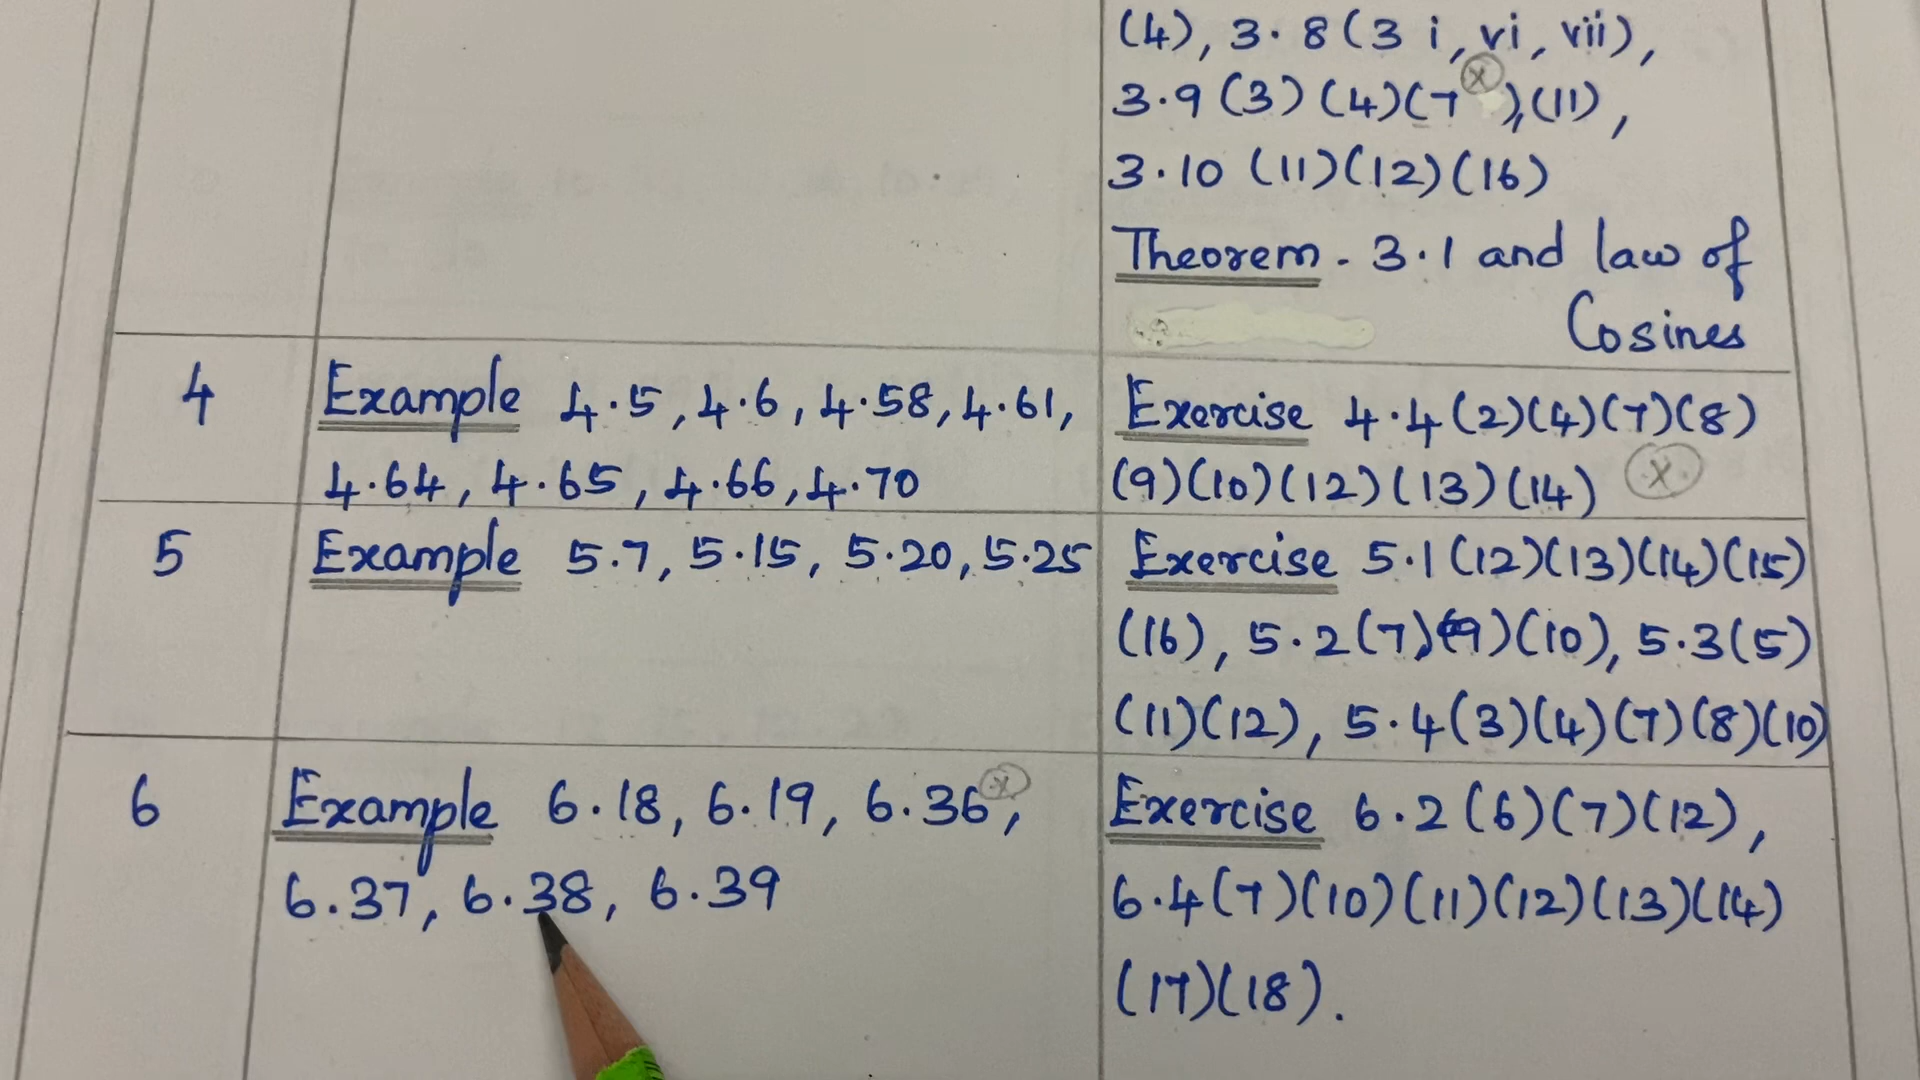 (4), 3.8 (3 i, vi, vii),
3.9 (3) (4) (7 ), (11),
3.10 (11) (12) (16)
Theorem - 3.1 and law of
Cosines
4
Example 4.5, 4.6, 4.58, 4.61,
4.64, 4.65, 4.66, 4.70
Exercise 4.4 (2) (4) (7) (8)
(9) (10) (12) (13) (14) x
5
Example 5.7, 5.15, 5.20, 5.25
Exercise 5.1 (12) (13) (14) (15)
(16), 5.2 (7) (9) (10), 5.3 (5)
(11) (12), 5.4 (3) (4) (7) (8) (10)
6
Example 6.18, 6.19, 6.36 x,
6.37, 6.38, 6.39
Exercise 6.2 (6) (7) (12),
6.4 (7) (10) (11) (12) (13) (14)
(17) (18).